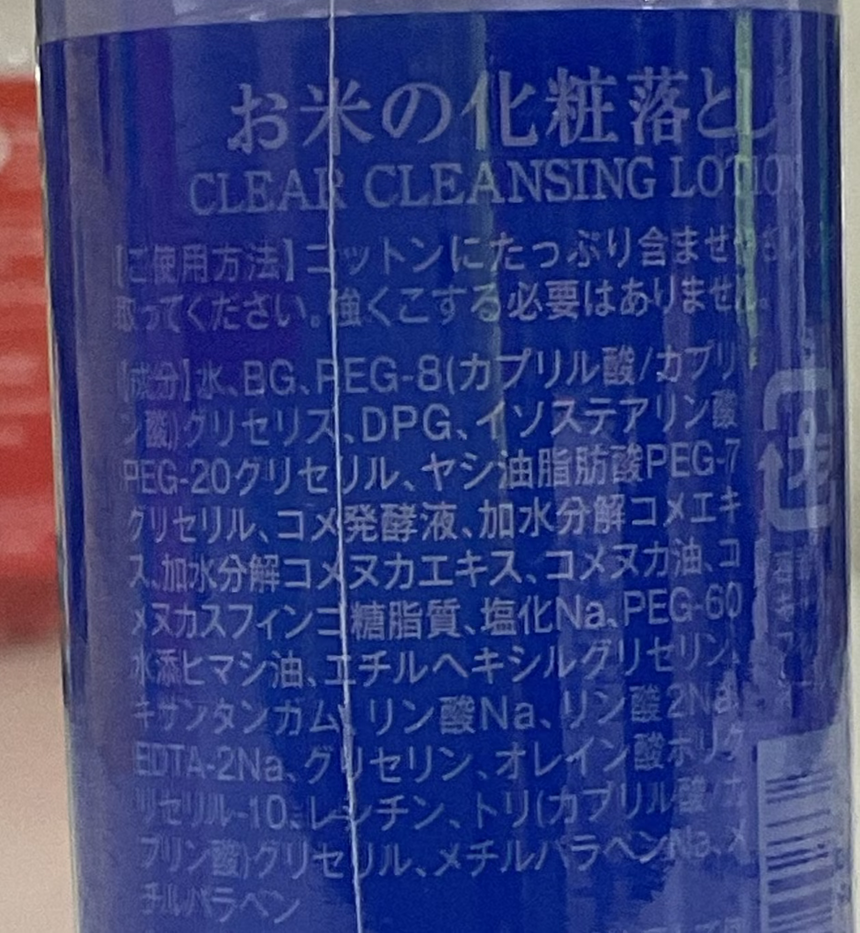 お米の化粧落とし
CLEAR CLEANSING LOTION
【ご使用方法】コットンにたっぷり含ませ
取ってください。強くこする必要はありません。
【成分】水、BG、PEG-8(カプリル酸/カプリ
ン酸)グリセリズ、DPG、イソステアリン酸
PEG-20グリセリル、ヤシ油脂肪酸PEG-7
グリセリル、コメ発酵液、加水分解コメエキ
ス、加水分解コメヌカエキス、コメヌカ油、コ
メヌカスフィンゴ糖脂質、塩化Na、PEG-60
水添ヒマシ油、エチルヘキシルグリセリン、
キサンタンガム、リン酸Na、リン酸2Na、
EDTA-2Na、グリセリン、オレイン酸ポリグ
リセリル-10、レシチン、トリ(カプリル酸/カ
プリン酸)グリセリル、メチルパラベンNa、メ
チルパラベン